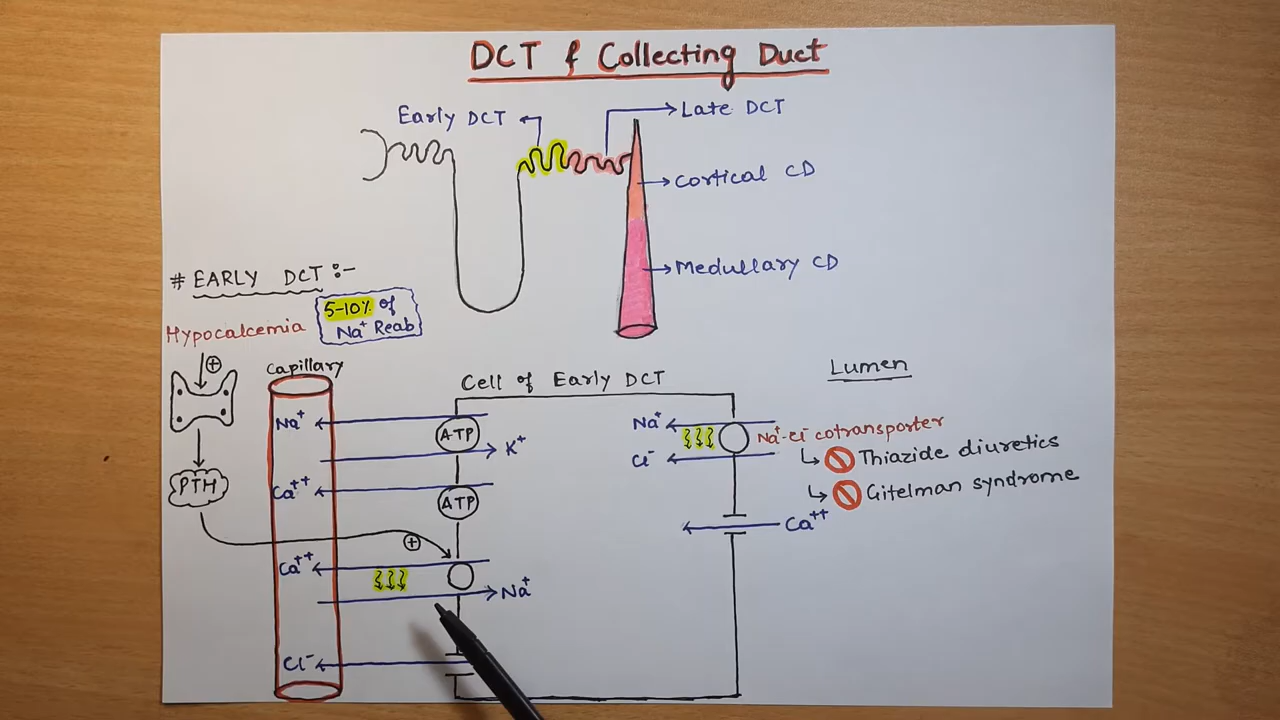 DCT & Collecting Duct
Early DCT
Late DCT
Cortical CD
Medullary CD
# EARLY DCT :-
5-10% of
Na⁺ Reab
Hypocalcemia
+
PTH
Capillary
Cell of Early DCT
Lumen
Na⁺
ATP
K⁺
Ca⁺⁺
ATP
+
Ca⁺⁺
Na⁺
Cl⁻
Na⁺
Cl⁻
Na⁺-Cl⁻ cotransporter
Thiazide diuretics
Gitelman syndrome
Ca⁺⁺